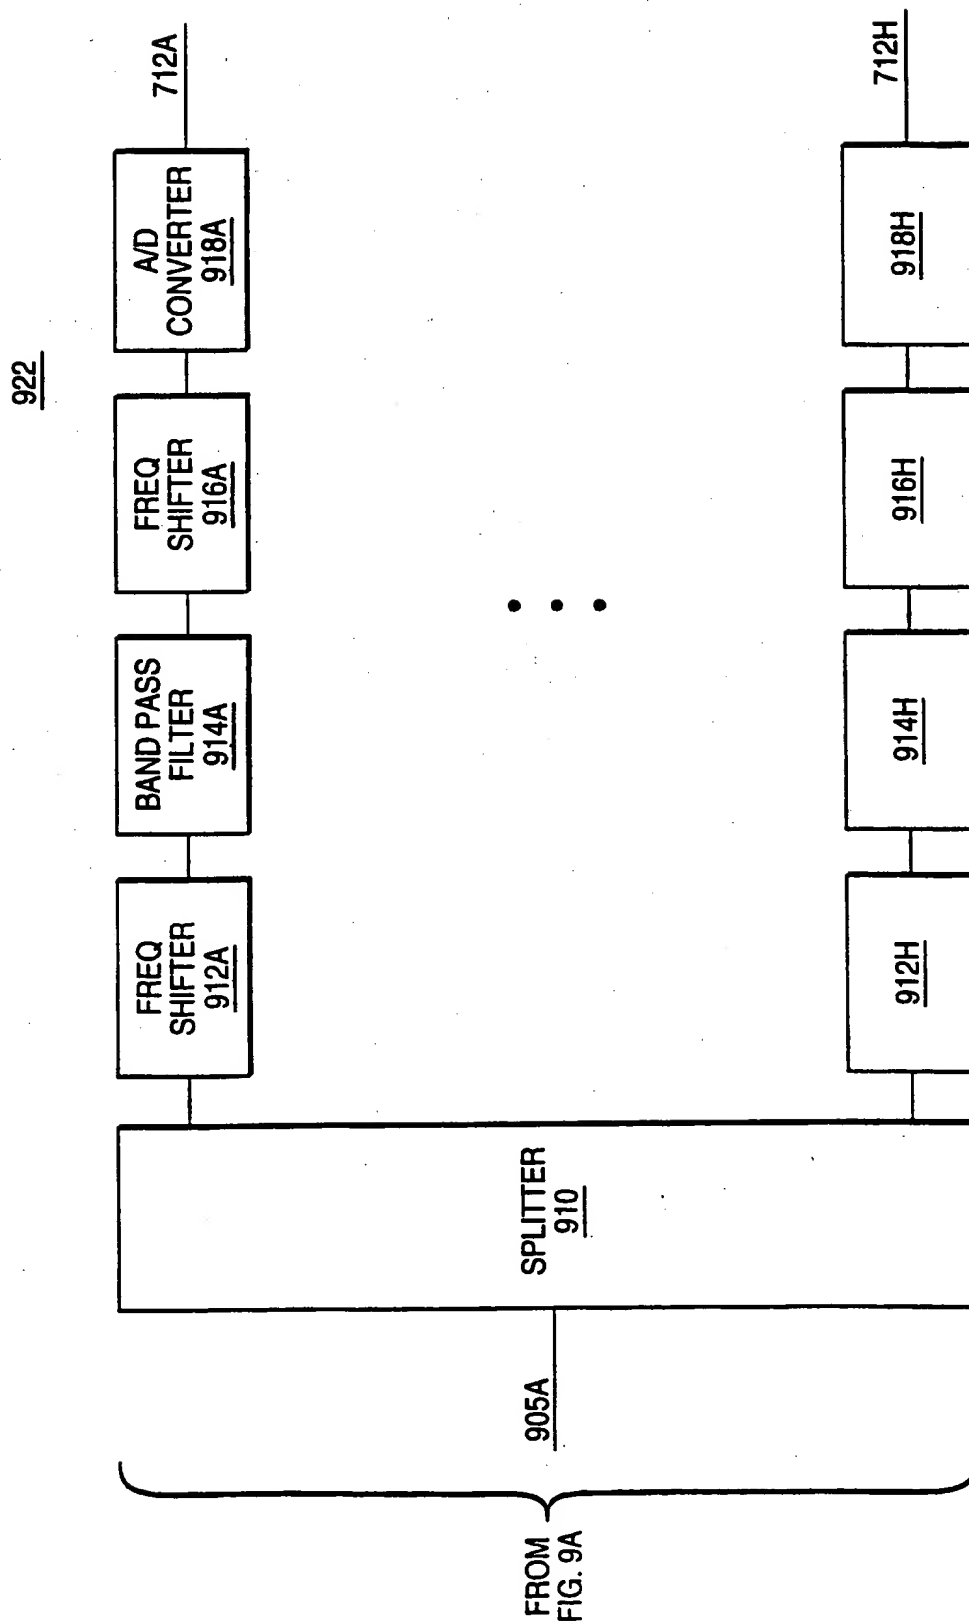 922
FROM
FIG. 9A
905A
SPLITTER
910
FREQ
SHIFTER
912A
BAND PASS
FILTER
914A
FREQ
SHIFTER
916A
A/D
CONVERTER
918A
712A
912H
914H
916H
918H
712H